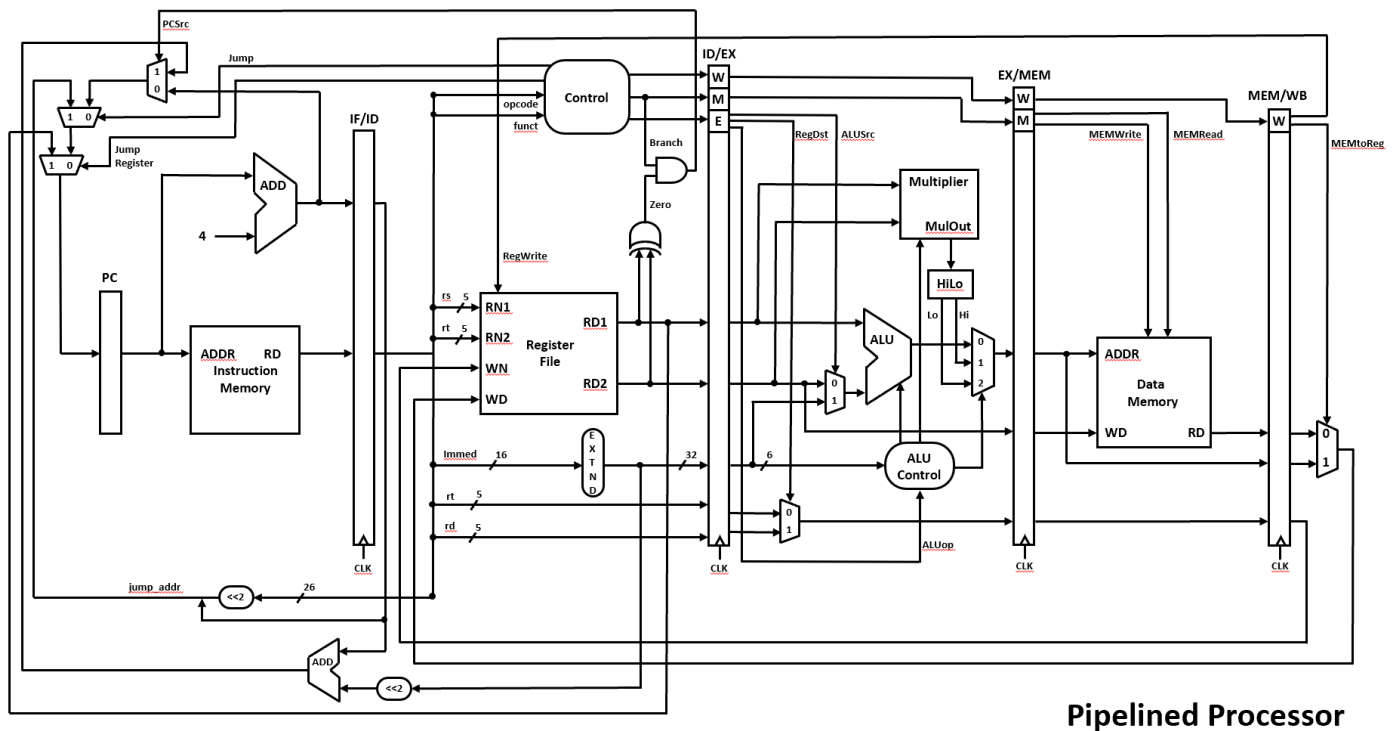 PCSrc
Jump
ID/EX
EX/MEM
MEM/WB
1
0
W
M
E
W
M
W
Control
opcode
funct
1 0
IF/ID
Jump
Register
1 0
Branch
RegDst
ALUSrc
MEMWrite
MEMRead
MEMtoReg
ADD
4
Zero
Multiplier
MulOut
RegWrite
PC
HiLo
Lo
Hi
rs
5
RN1
RD1
rt
5
RN2
Register
File
WN
RD2
WD
ALU
0
1
2
0
1
ADDR
RD
Instruction
Memory
ADDR
Data
Memory
WD
RD
0
1
Immed
16
E
X
T
N
D
32
6
ALU
Control
rt
5
rd
5
0
1
ALUop
CLK
CLK
CLK
CLK
jump_addr
<<2
26
ADD
<<2
Pipelined Processor